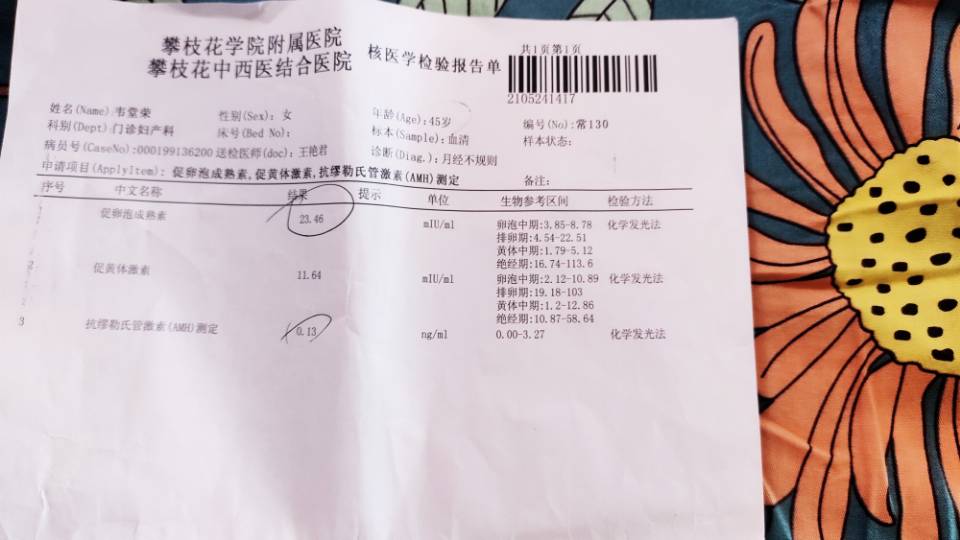 攀枝花学院附属医院
攀枝花中西医结合医院
核医学检验报告单
共1页第1页
2105241417
姓名(Name) 韦堂荣 性别(Sex): 女 年龄(Age): 45岁 编号(No): 常130
科别(Dept) 门诊妇产科 床号(Bed No): 标本(Sample): 血清 样本状态:
病员号(CaseNo):000199136200 送检医师(doc): 王艳君 诊断(Diag.): 月经不规则
申请项目(ApplyItem): 促卵泡成熟素,促黄体激素,抗缪勒氏管激素(AMH)测定 备注:
序号 中文名称 结果 提示 单位 生物参考区间 检验方法
促卵泡成熟素 23.46 mIU/ml 卵泡中期:3.85-8.78 化学发光法
排卵期:4.54-22.51
黄体中期:1.79-5.12
绝经期:16.74-113.6
2 促黄体激素 11.64 mIU/ml 卵泡中期:2.12-10.89 化学发光法
排卵期:19.18-103
黄体中期:1.2-12.86
绝经期:10.87-58.64
3 抗缪勒氏管激素(AMH)测定 0.13 ng/ml 0.00-3.27 化学发光法